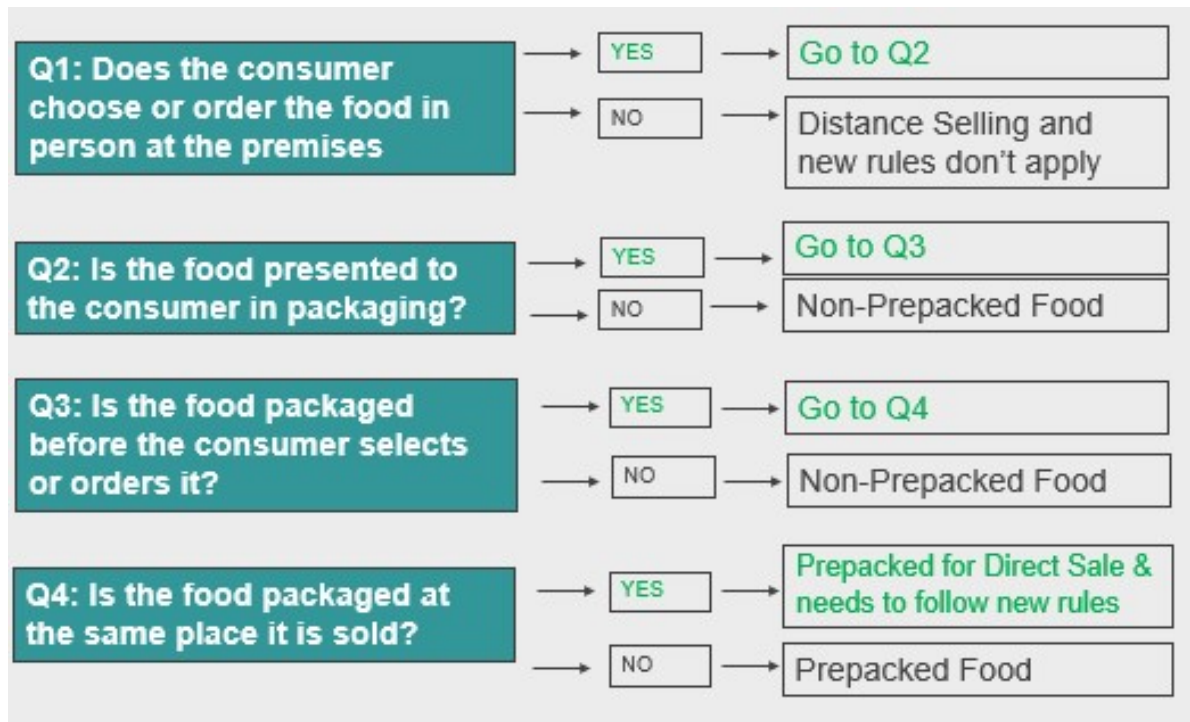 Q1: Does the consumer
choose or order the food in
person at the premises
YES
Go to Q2
NO
Distance Selling and
new rules don't apply
Q2: Is the food presented to
the consumer in packaging?
YES
Go to Q3
NO
Non-Prepacked Food
Q3: Is the food packaged
before the consumer selects
or orders it?
YES
Go to Q4
NO
Non-Prepacked Food
Q4: Is the food packaged at
the same place it is sold?
YES
Prepacked for Direct Sale &
needs to follow new rules
NO
Prepacked Food